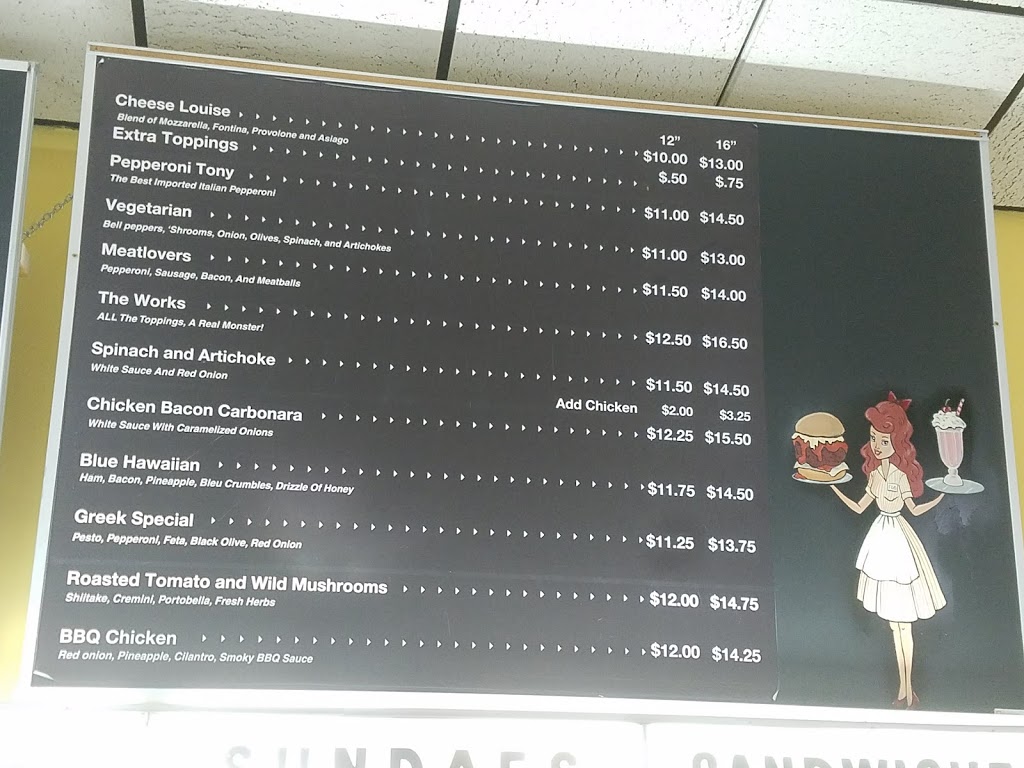 12” 16”
Cheese Louise $10.00 $13.00
Blend of Mozzarella, Fontina, Provolone and Asiago
Extra Toppings $.50 $.75
Pepperoni Tony $11.00 $14.50
The Best Imported Italian Pepperoni
Vegetarian $11.00 $13.00
Bell peppers, 'Shrooms, Onion, Olives, Spinach, and Artichokes
Meatlovers $11.50 $14.00
Pepperoni, Sausage, Bacon, And Meatballs
The Works $12.50 $16.50
ALL The Toppings, A Real Monster!
Spinach and Artichoke $11.50 $14.50
White Sauce And Red Onion
Add Chicken $2.00 $3.25
Chicken Bacon Carbonara $12.25 $15.50
White Sauce With Caramelized Onions
Blue Hawaiian $11.75 $14.50
Ham, Bacon, Pineapple, Bleu Crumbles, Drizzle Of Honey
Greek Special $11.25 $13.75
Pesto, Pepperoni, Feta, Black Olive, Red Onion
Roasted Tomato and Wild Mushrooms $12.00 $14.75
Shiitake, Cremini, Portobella, Fresh Herbs
BBQ Chicken $12.00 $14.25
Red onion, Pineapple, Cilantro, Smoky BBQ Sauce
SUNDAES SANDWICHES